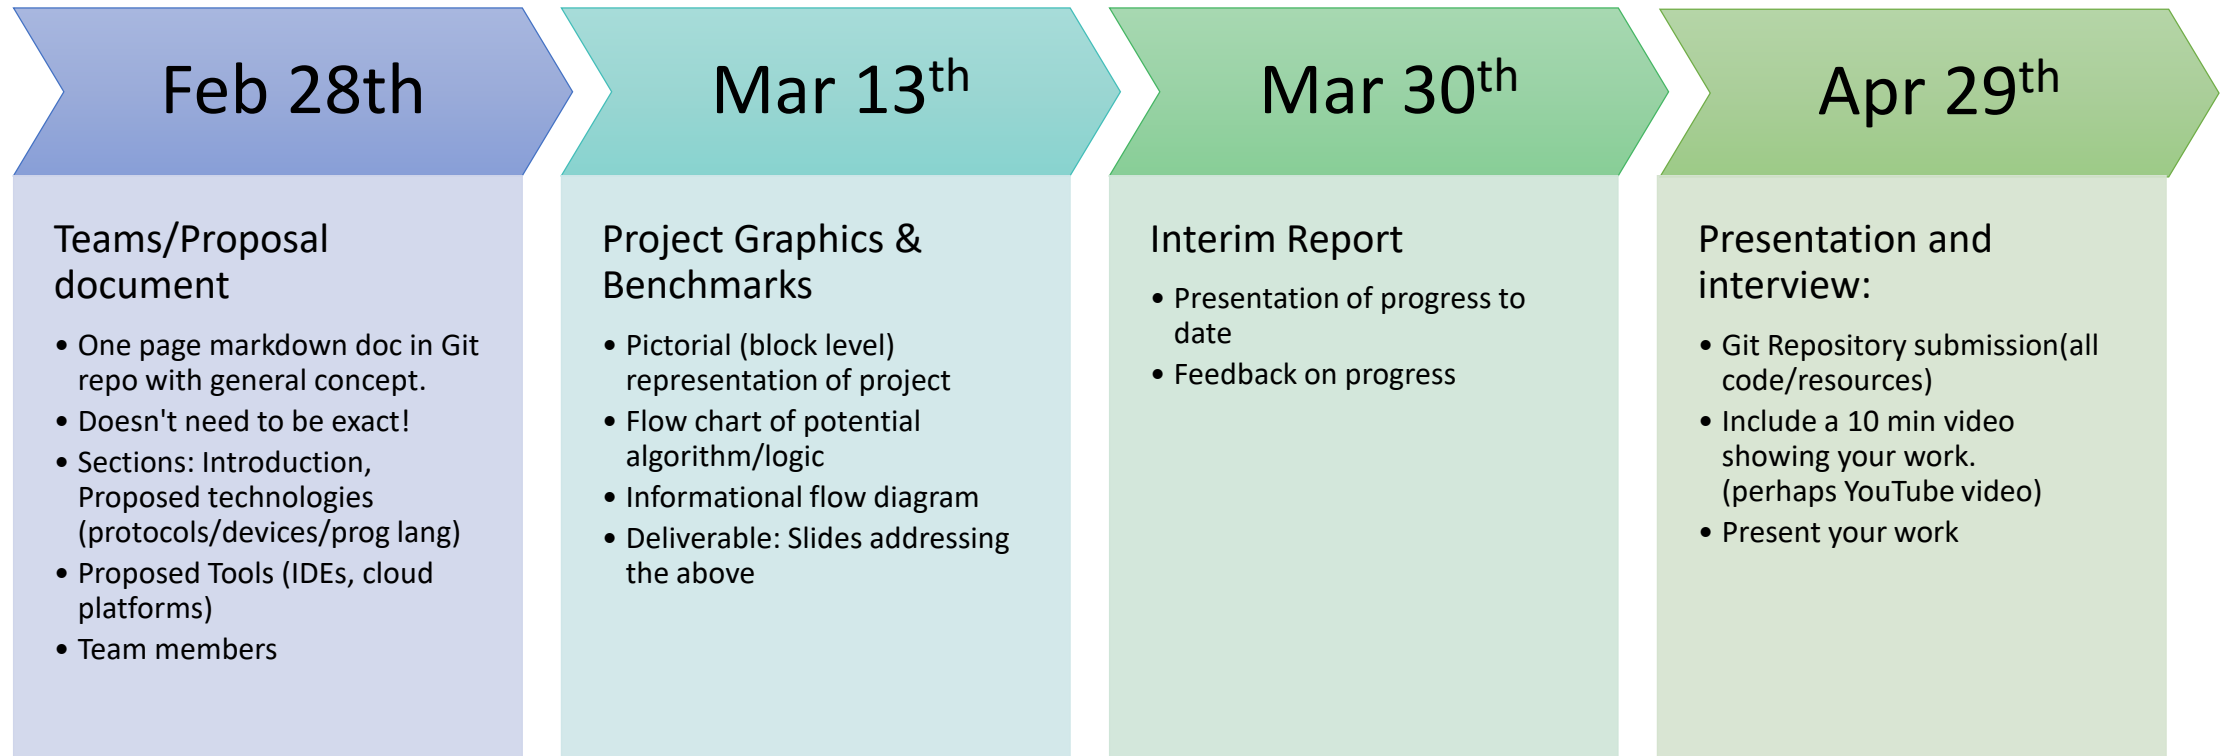 Feb 28th
Teams/Proposal
document
• One page markdown doc in Git
repo with general concept.
• Doesn't need to be exact!
• Sections: Introduction,
Proposed technologies
(protocols/devices/prog lang)
• Proposed Tools (IDEs, cloud
platforms)
• Team members
Mar 13th
Project Graphics &
Benchmarks
• Pictorial (block level)
representation of project
• Flow chart of potential
algorithm/logic
• Informational flow diagram
• Deliverable: Slides addressing
the above
Mar 30th
Interim Report
• Presentation of progress to
date
• Feedback on progress
Apr 29th
Presentation and
interview:
• Git Repository submission(all
code/resources)
• Include a 10 min video
showing your work.
(perhaps YouTube video)
• Present your work